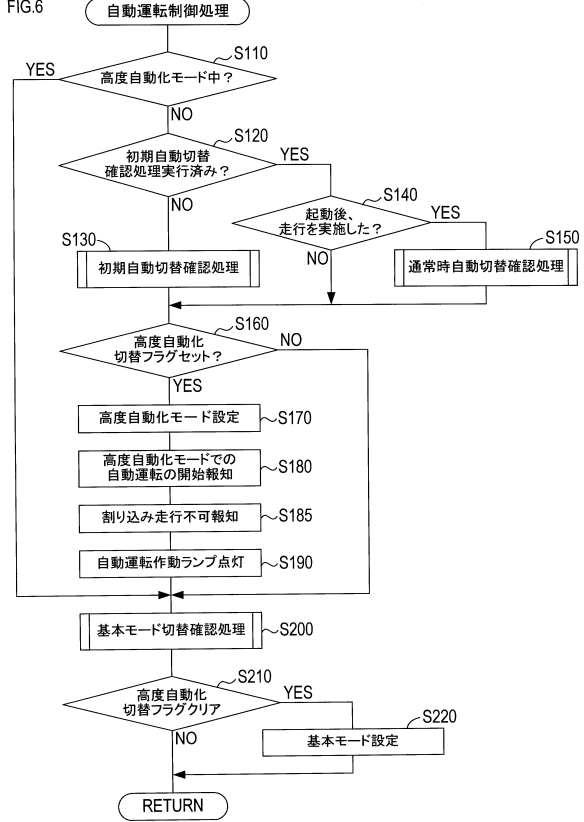 FIG.6
自動運転制御処理
S110
YES
高度自動化モード中？
NO
S120
初期自動切替
確認処理実行済み？
YES
NO
S140
起動後、
走行を実施した？
YES
NO
S130
初期自動切替確認処理
S150
通常時自動切替確認処理
S160
高度自動化
切替フラグセット？
NO
YES
高度自動化モード設定
S170
高度自動化モードでの
自動運転の開始報知
S180
割り込み走行不可報知
S185
自動運転作動ランプ点灯
S190
基本モード切替確認処理
S200
S210
高度自動化
切替フラグクリア
YES
NO
S220
基本モード設定
RETURN